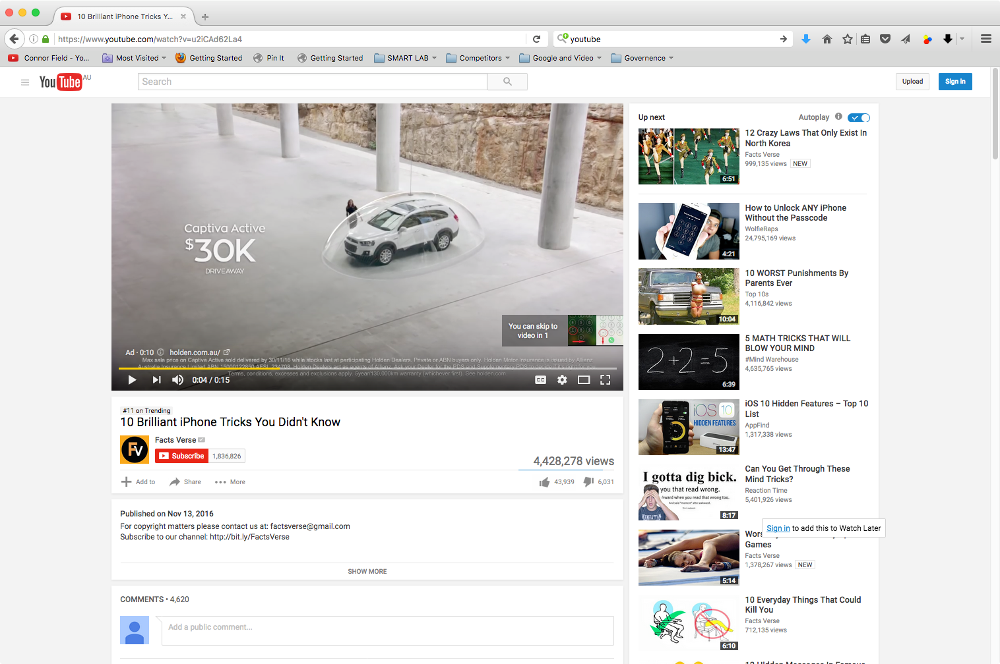 10 Brilliant iPhone Tricks Y...
https://www.youtube.com/watch?v=u2iCAd62La4
youtube
Connor Field - Yo...
Most Visited
Getting Started
Pin It
Getting Started
SMART LAB
Competitors
Google and Video
Governence
YouTube AU
Search
Upload
Sign in
Captiva Active
$30K
DRIVEAWAY
You can skip to
video in 1
Ad · 0:10
holden.com.au/
Max sale price on Captiva Active sold delivered by 30/11/16 while stocks last at participating Holden Dealers. Private or ABN buyers only. Holden Motor Insurance is issued by Allianz
Australia Insurance Limited ABN 15000122850 AFSL 234708. Holden Dealers act as agents of Allianz. Ask your Dealer for the PDS and Supplementary PDS to decide if it's right for you.
Terms, conditions, excesses and exclusions apply. 5year/130,000km warranty (whichever first). See holden.com
0:04 / 0:15
CC
#11 on Trending
10 Brilliant iPhone Tricks You Didn't Know
FV
Facts Verse
Subscribe
1,836,826
4,428,278 views
Add to
Share
More
43,939
6,031
Published on Nov 13, 2016
For copyright matters please contact us at: factsverse@gmail.com
Subscribe to our channel: http://bit.ly/FactsVerse
SHOW MORE
COMMENTS • 4,620
Add a public comment...
Up next
Autoplay
12 Crazy Laws That Only Exist In
North Korea
Facts Verse
999,135 views NEW
6:51
How to Unlock ANY iPhone
Without the Passcode
WolfieRaps
24,795,169 views
4:21
10 WORST Punishments By
Parents Ever
Top 10s
4,116,842 views
10:04
5 MATH TRICKS THAT WILL
BLOW YOUR MIND
#Mind Warehouse
4,635,765 views
2+2=5
6:39
iOS 10 Hidden Features – Top 10
List
AppFind
1,317,338 views
iOS 10
HIDDEN FEATURES
13:47
Can You Get Through These
Mind Tricks?
Reaction Time
5,401,926 views
I gotta dig bick.
you that read wrong.
kward when you read that wrong too.
And said "moment" after awkward.
MANHATTAN
8:17
Sign in to add this to Watch Later
Games
Facts Verse
1,378,267 views NEW
5:14
10 Everyday Things That Could
Kill You
Facts Verse
712,135 views
6:10